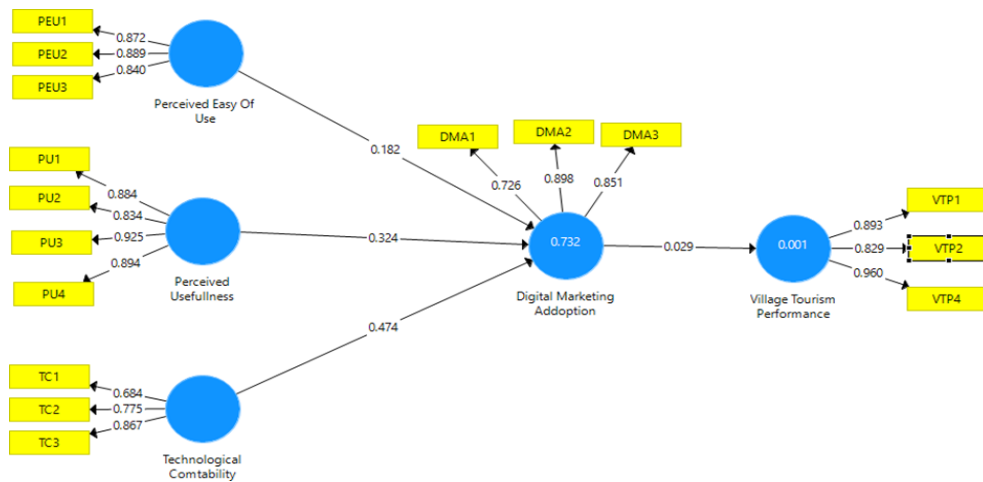 PEU1
0.872
PEU2
0.889
0.840
PEU3
Perceived Easy Of
Use
0.182
DMA1
DMA2
DMA3
0.726
0.898
0.851
PU1
0.884
PU2
0.834
PU3
0.925
0.894
PU4
Perceived
Usefullness
0.324
0.732
Digital Marketing
Addoption
0.029
0.001
Village Tourism
Performance
VTP1
0.893
0.829
VTP2
0.960
VTP4
0.474
TC1
0.684
TC2
0.775
0.867
TC3
Technological
Comtability